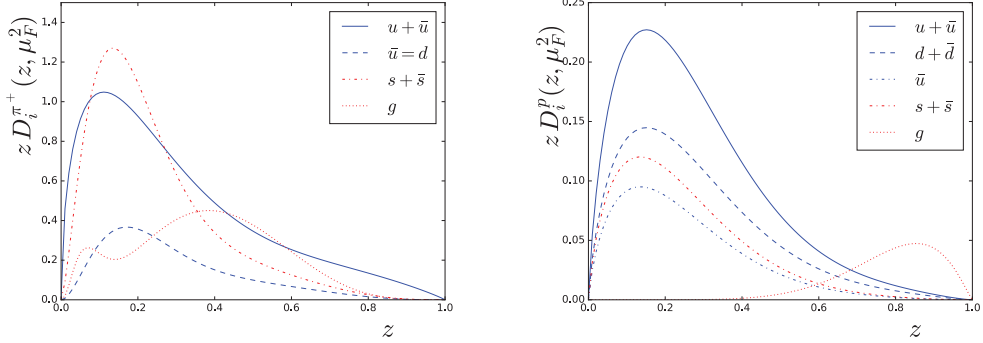 z D_i^{π^+}(z, μ_F^2)
1.4
1.2
1.0
0.8
0.6
0.4
0.2
0.0
0.0 0.2 0.4 0.6 0.8 1.0
z
u + ū
ū = d
s + s̄
g
z D_i^p(z, μ_F^2)
0.25
0.20
0.15
0.10
0.05
0.00
0.0 0.2 0.4 0.6 0.8 1.0
z
u + ū
d + d̄
ū
s + s̄
g